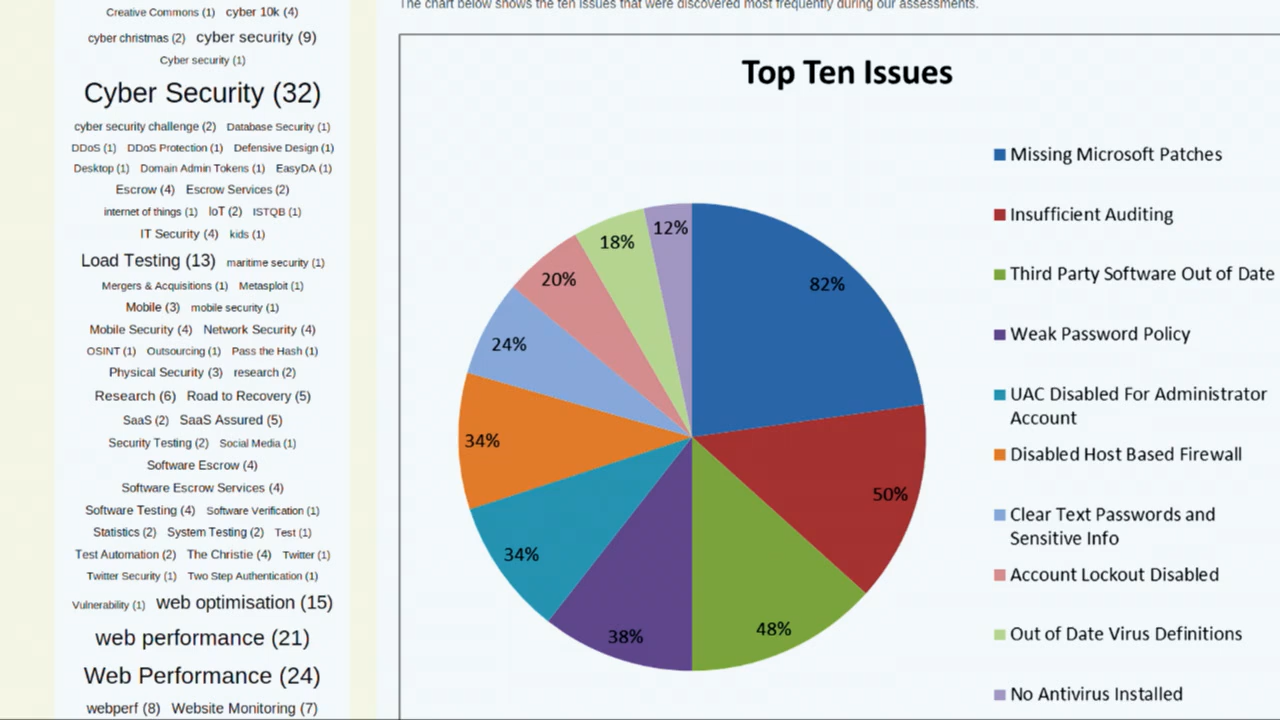 Creative Commons (1) cyber 10k (4)
cyber christmas (2) cyber security (9)
Cyber security (1)
Cyber Security (32)
cyber security challenge (2) Database Security (1)
DDoS (1) DDoS Protection (1) Defensive Design (1)
Desktop (1) Domain Admin Tokens (1) EasyDA (1)
Escrow (4) Escrow Services (2)
internet of things (1) IoT (2) ISTQB (1)
IT Security (4) kids (1)
Load Testing (13) maritime security (1)
Mergers & Acquisitions (1) Metasploit (1)
Mobile (3) mobile security (1)
Mobile Security (4) Network Security (4)
OSINT (1) Outsourcing (1) Pass the Hash (1)
Physical Security (3) research (2)
Research (6) Road to Recovery (5)
SaaS (2) SaaS Assured (5)
Security Testing (2) Social Media (1)
Software Escrow (4)
Software Escrow Services (4)
Software Testing (4) Software Verification (1)
Statistics (2) System Testing (2) Test (1)
Test Automation (2) The Christie (4) Twitter (1)
Twitter Security (1) Two Step Authentication (1)
Vulnerability (1) web optimisation (15)
web performance (21)
Web Performance (24)
webperf (8) Website Monitoring (7)
The chart below shows the ten issues that were discovered most frequently during our assessments.
Top Ten Issues
82%
50%
48%
38%
34%
34%
24%
20%
18%
12%
Missing Microsoft Patches
Insufficient Auditing
Third Party Software Out of Date
Weak Password Policy
UAC Disabled For Administrator
Account
Disabled Host Based Firewall
Clear Text Passwords and
Sensitive Info
Account Lockout Disabled
Out of Date Virus Definitions
No Antivirus Installed